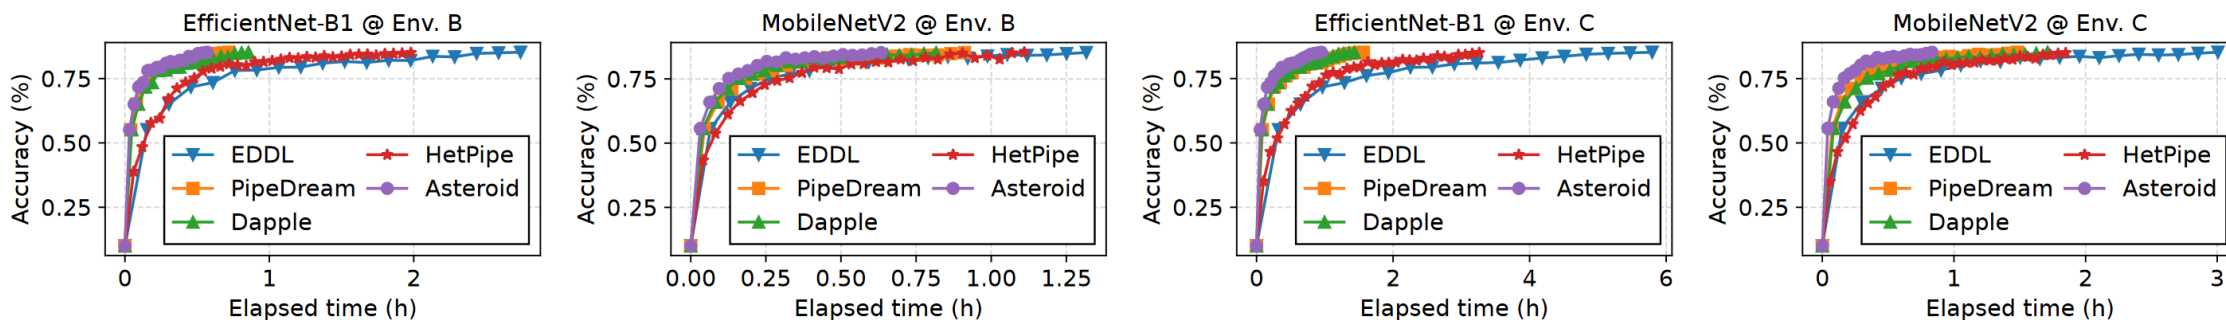 EfficientNet-B1 @ Env. B
Accuracy (%)
0.75
0.50
0.25
EDDL
PipeDream
Dapple
HetPipe
Asteroid
0
1
2
Elapsed time (h)
MobileNetV2 @ Env. B
Accuracy (%)
0.75
0.50
0.25
EDDL
PipeDream
Dapple
HetPipe
Asteroid
0.00
0.25
0.50
0.75
1.00
1.25
Elapsed time (h)
EfficientNet-B1 @ Env. C
Accuracy (%)
0.75
0.50
0.25
EDDL
PipeDream
Dapple
HetPipe
Asteroid
0
2
4
6
Elapsed time (h)
MobileNetV2 @ Env. C
Accuracy (%)
0.75
0.50
0.25
EDDL
PipeDream
Dapple
HetPipe
Asteroid
0
1
2
3
Elapsed time (h)